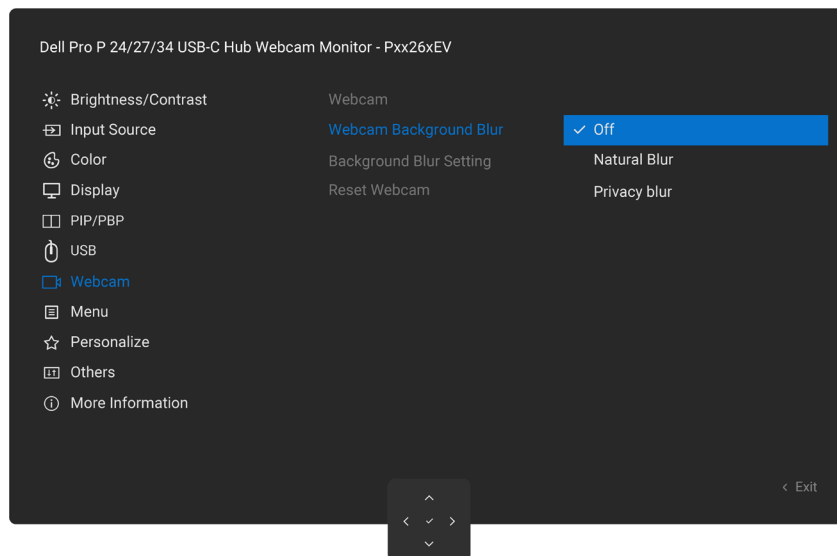 Dell Pro P 24/27/34 USB-C Hub Webcam Monitor - Pxx26xEV
Brightness/Contrast
Input Source
Color
Display
PIP/PBP
USB
Webcam
Menu
Personalize
Others
More Information
Webcam
Webcam Background Blur
Background Blur Setting
Reset Webcam
Off
Natural Blur
Privacy blur
Exit